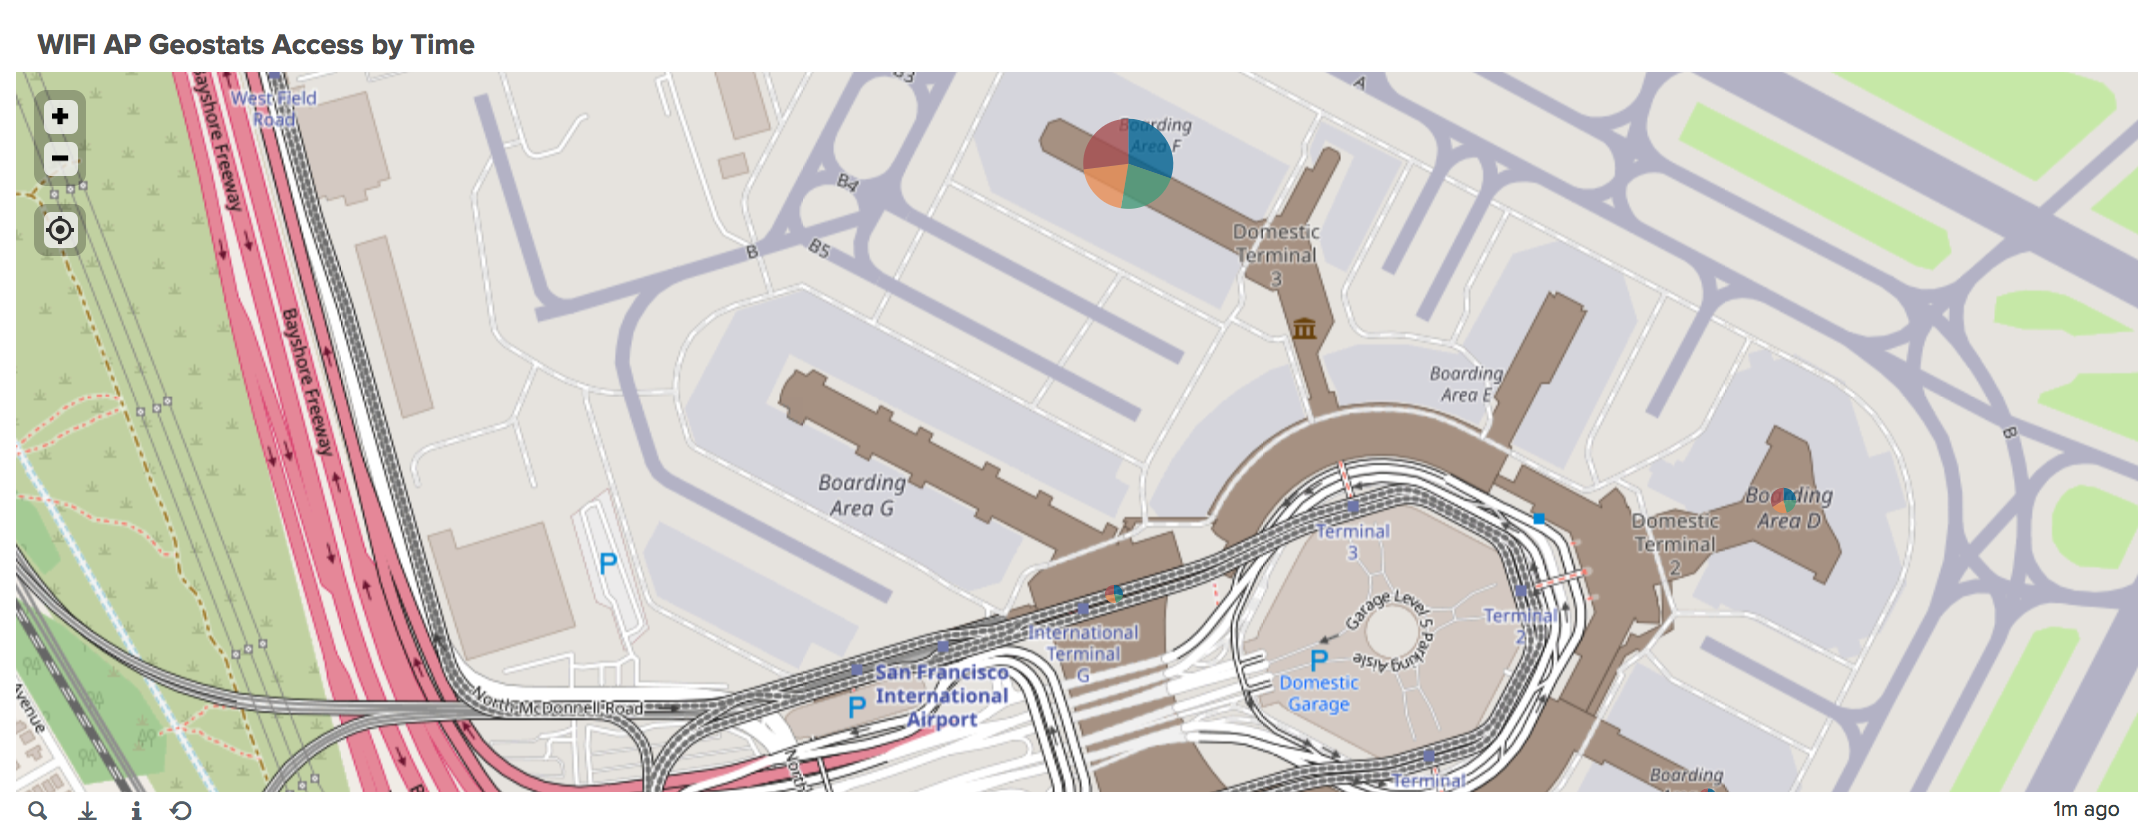 WIFI AP Geostats Access by Time
+
−
Bayshore Freeway
West Field
Road
B3
A
Boarding
Area F
B4
B
B5
Domestic
Terminal
3
Bayshore Freeway
Boarding
Area E
B
Boarding
Area G
Boarding
Area D
Domestic
Terminal
2
Terminal
3
P
Garage Level 5 Parking Aisle
Terminal
2
International
Terminal
G
P
Domestic
Garage
San Francisco
International
Airport
P
North McDonnell Road
North
Avenue
Boarding
Terminal
1m ago